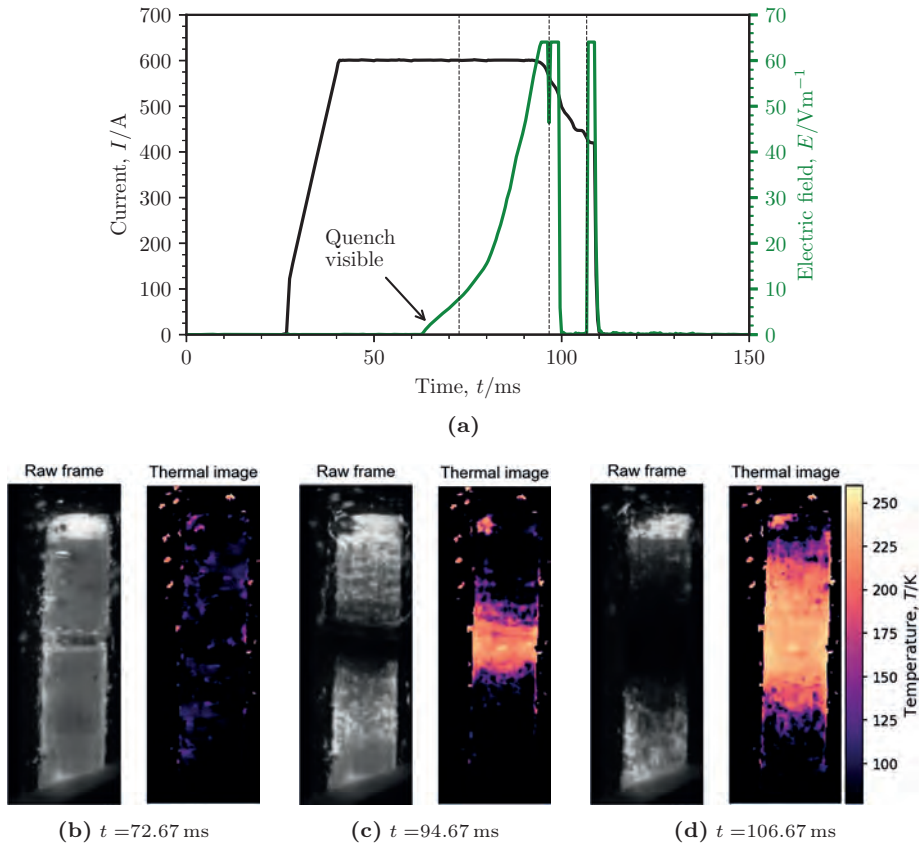 700
600
500
400
300
200
100
0
Current, I/A
70
60
50
40
30
20
10
0
Electric field, E/Vm⁻¹
Quench
visible
0 50 100 150
Time, t/ms
(a)
Raw frame Thermal image Raw frame Thermal image Raw frame Thermal image
250
225
200
175
150
125
100
Temperature, T/K
(b) t =72.67 ms (c) t =94.67 ms (d) t =106.67 ms